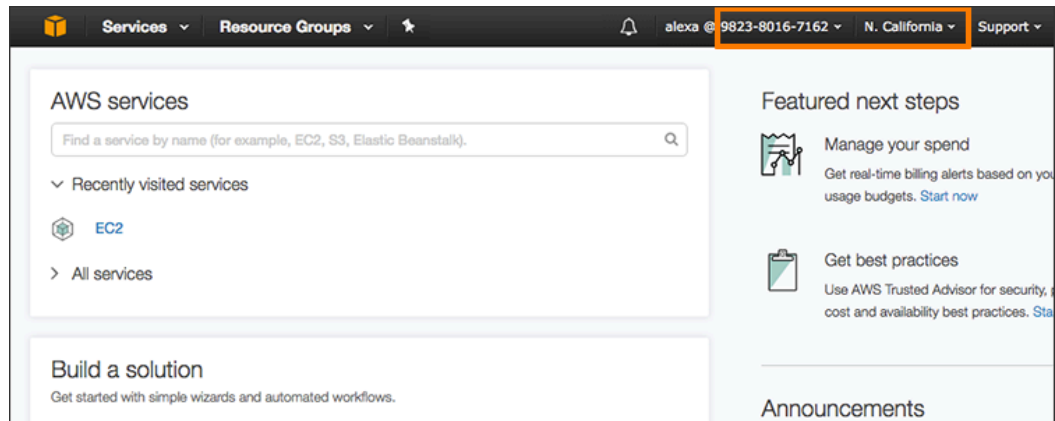 Services Resource Groups alexa @ 9823-8016-7162 N. California Support
AWS services
Find a service by name (for example, EC2, S3, Elastic Beanstalk).
Recently visited services
EC2
All services
Build a solution
Get started with simple wizards and automated workflows.
Featured next steps
Manage your spend
Get real-time billing alerts based on you
usage budgets. Start now
Get best practices
Use AWS Trusted Advisor for security,
cost and availability best practices. Sta
Announcements